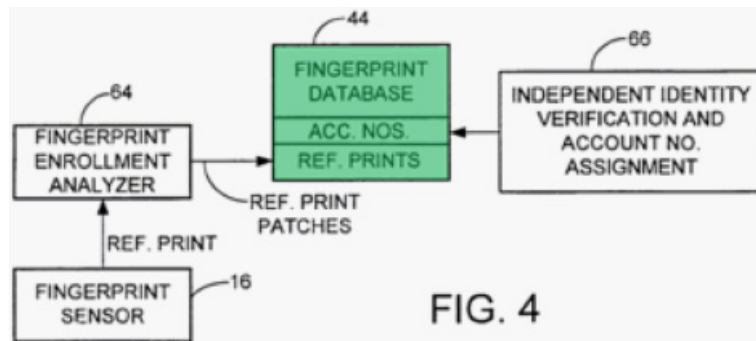 44
FINGERPRINT
DATABASE
ACC. NOS.
REF. PRINTS
66
INDEPENDENT IDENTITY
VERIFICATION AND
ACCOUNT NO.
ASSIGNMENT
64
FINGERPRINT
ENROLLMENT
ANALYZER
REF. PRINT
PATCHES
REF. PRINT
FINGERPRINT
SENSOR
16
FIG. 4